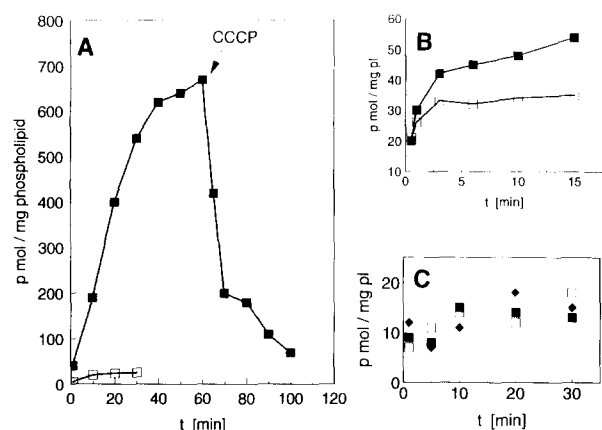 A
CCCP
p mol / mg phospholipid
800
700
600
500
400
300
200
100
0
0 20 40 60 80 100 120
t [min]
B
p mol / mg pl
60
50
40
30
20
10
0 5 10 15
t [min]
C
p mol / mg pl
20
10
0
0 10 20 30
t [min]